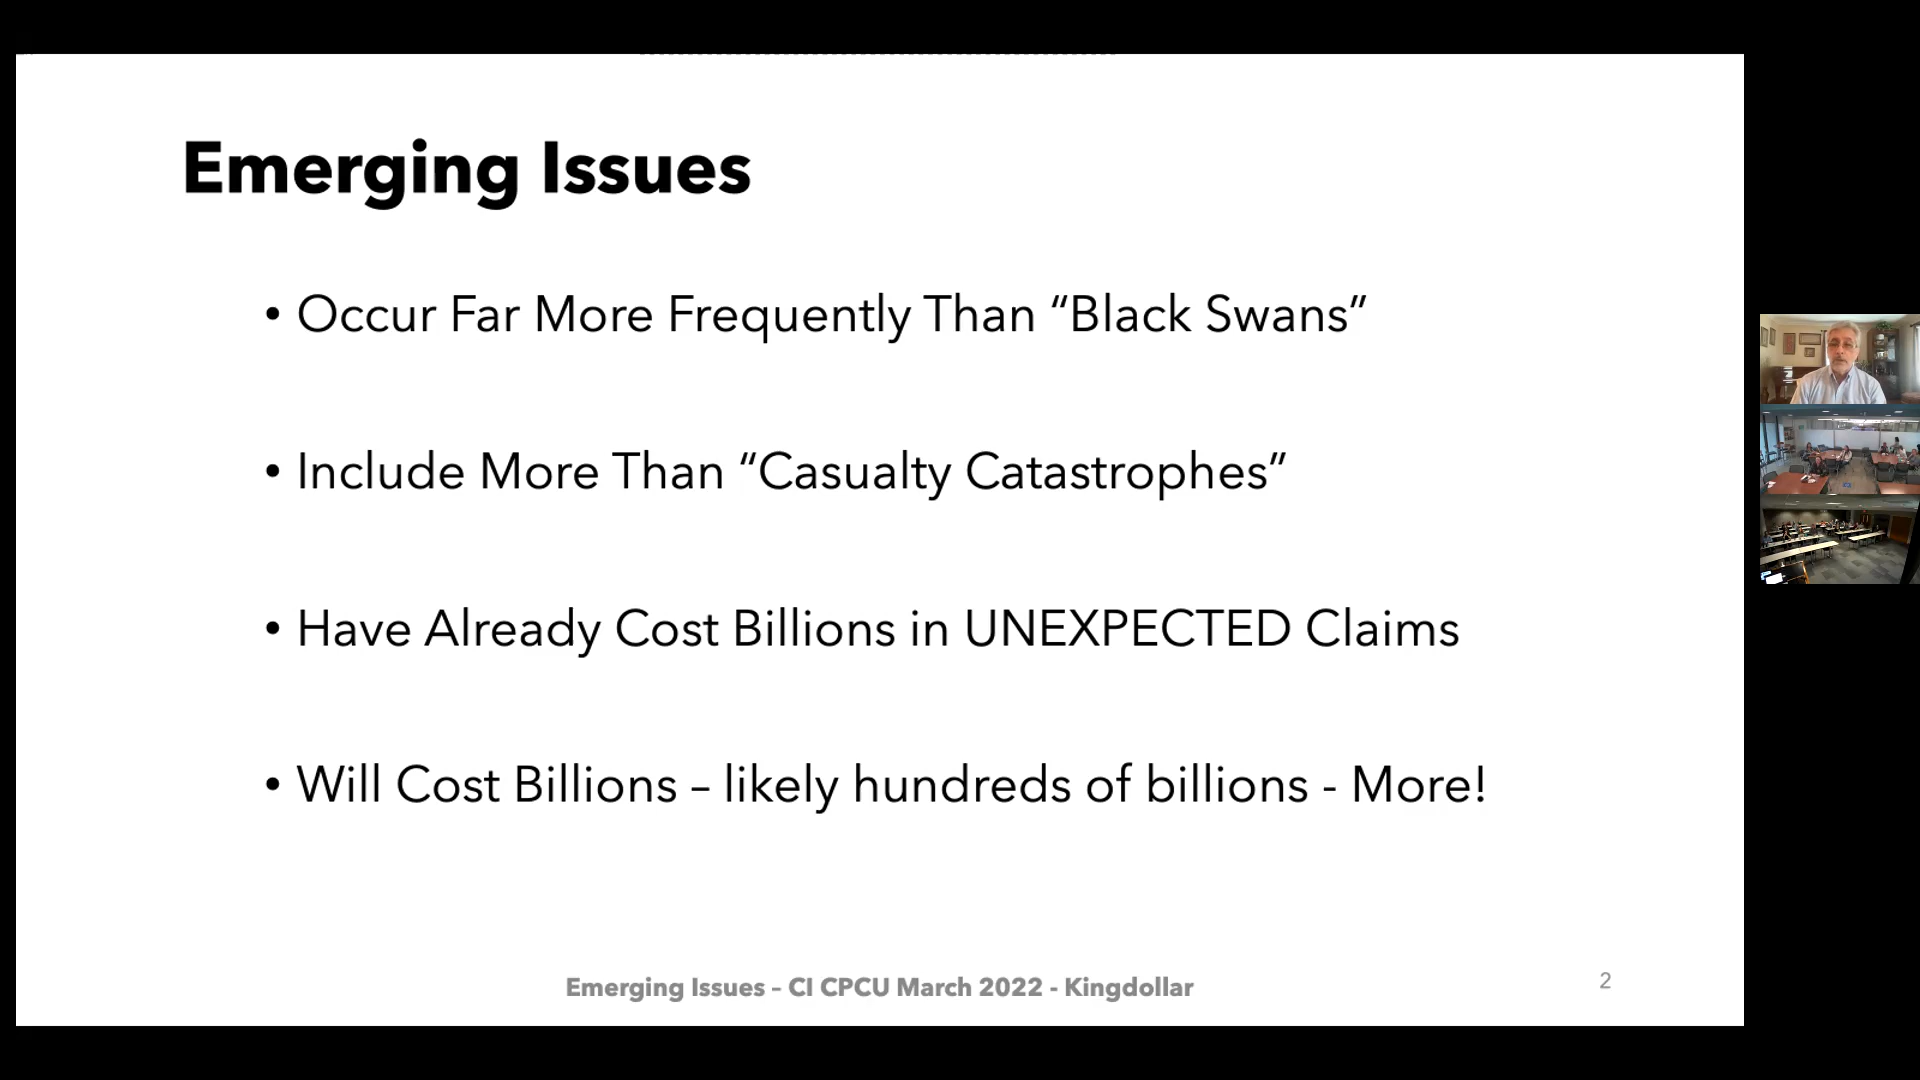 Emerging Issues
• Occur Far More Frequently Than “Black Swans”
• Include More Than “Casualty Catastrophes”
• Have Already Cost Billions in UNEXPECTED Claims
• Will Cost Billions – likely hundreds of billions - More!
Emerging Issues – CI CPCU March 2022 - Kingdollar
2